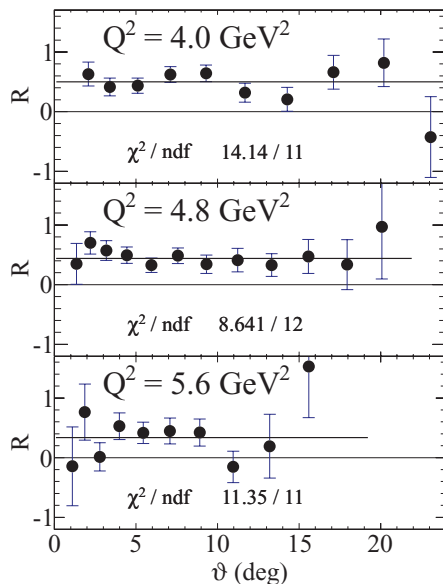 Q² = 4.0 GeV²
1
R
0
χ² / ndf 14.14 / 11
-1
Q² = 4.8 GeV²
1
R
0
χ² / ndf 8.641 / 12
-1
Q² = 5.6 GeV²
1
R
0
χ² / ndf 11.35 / 11
-1
0 5 10 15 20
ϑ (deg)